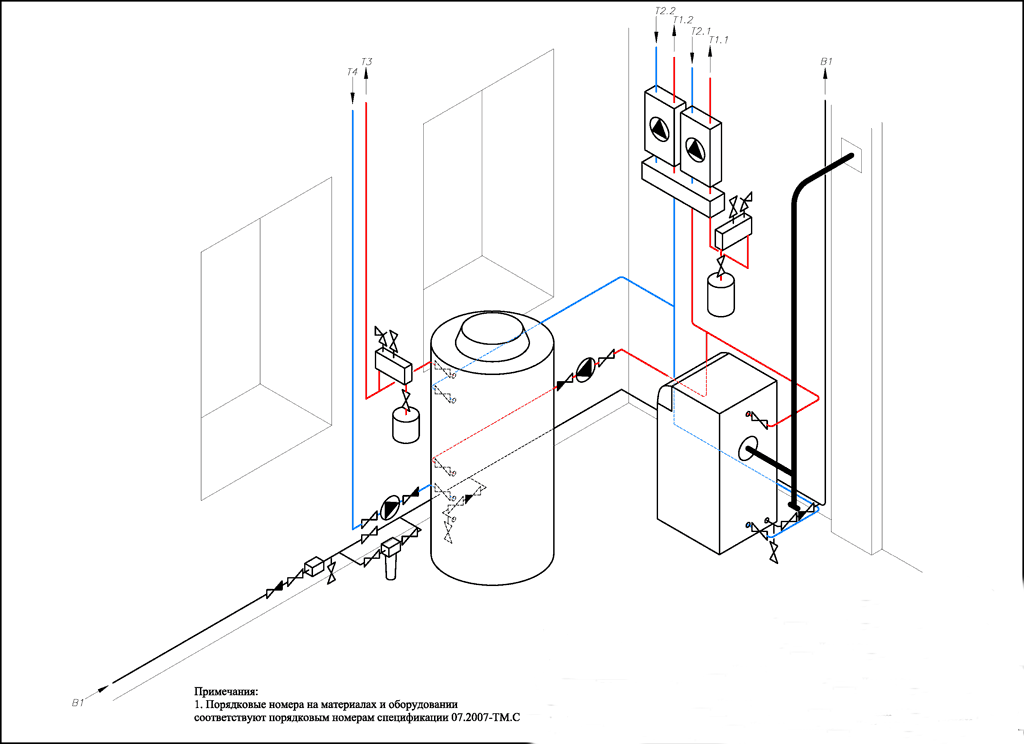 T2.2
T1.2
T2.1
T1.1
T4
T3
B1
B1
Примечания:
1. Порядковые номера на материалах и оборудовании
соответствуют порядковым номерам спецификации 07.2007-ТМ.С